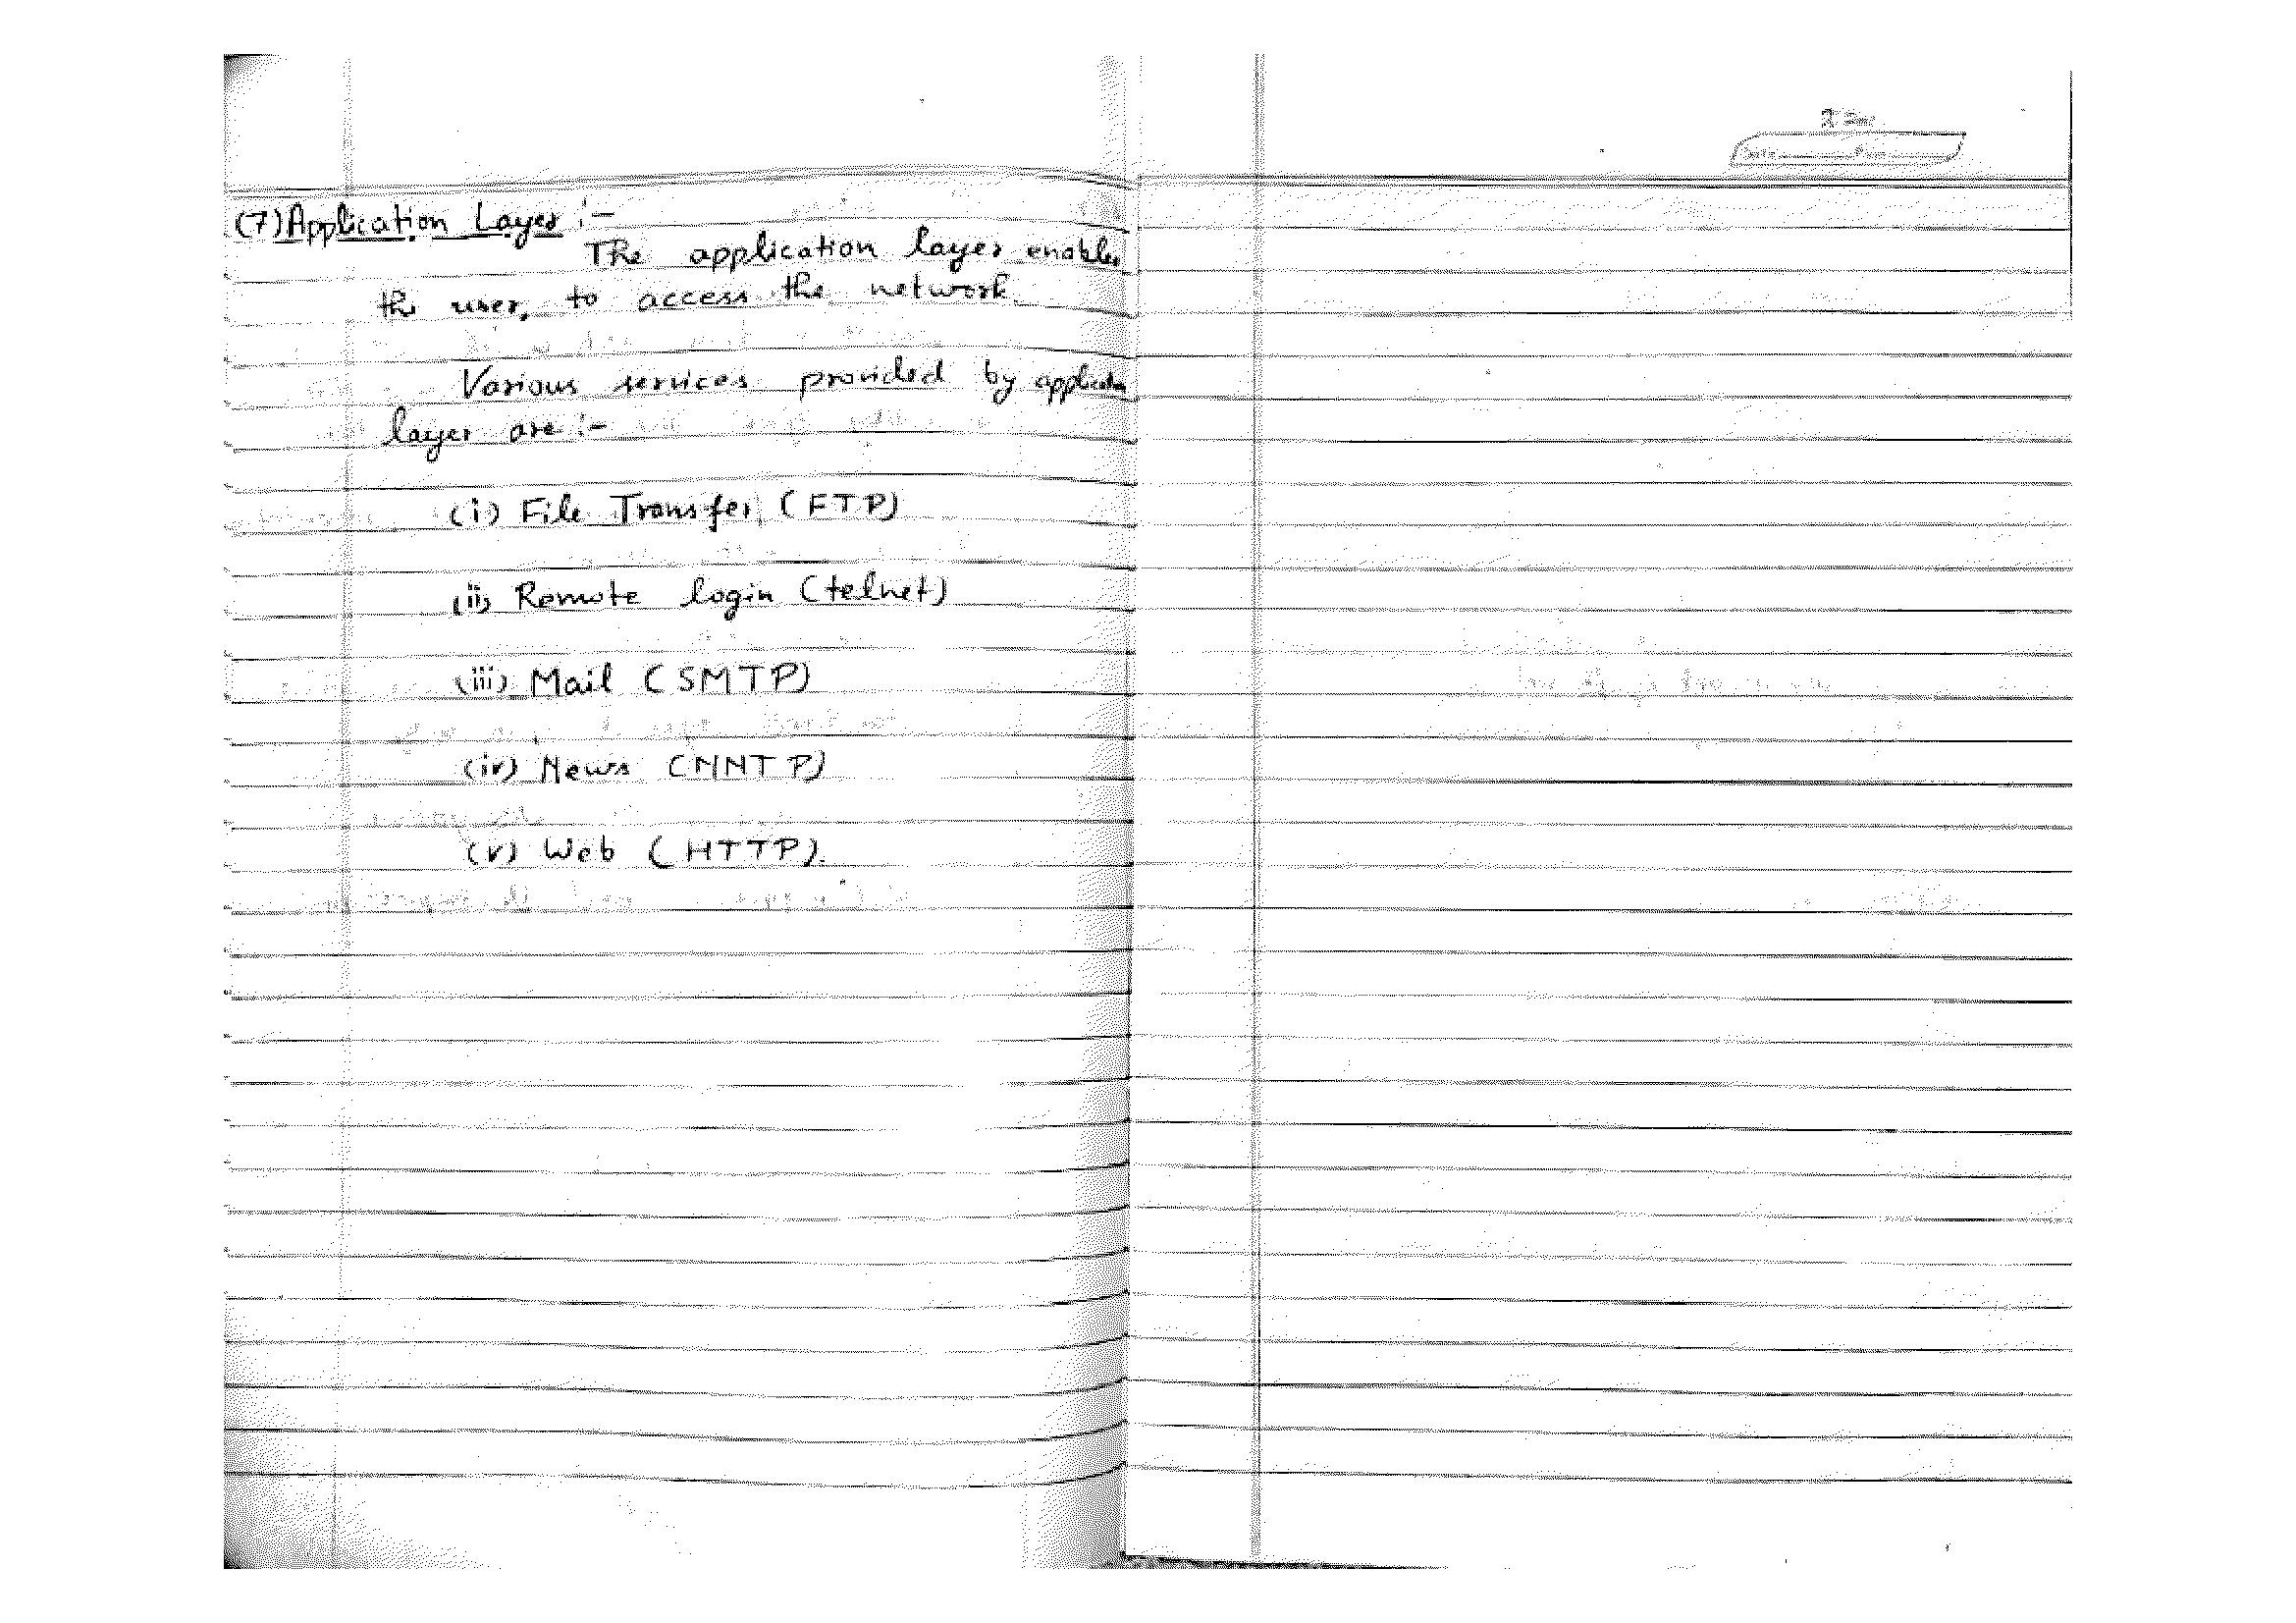 (7) Application Layer :-
The application layer enables
the user, to access the network.
Various services provided by
layer are :-
(i) File Transfer (FTP)
(ii) Remote login (telnet)
(iii) Mail (SMTP)
(iv) News (NNTP)
(v) Web (HTTP).